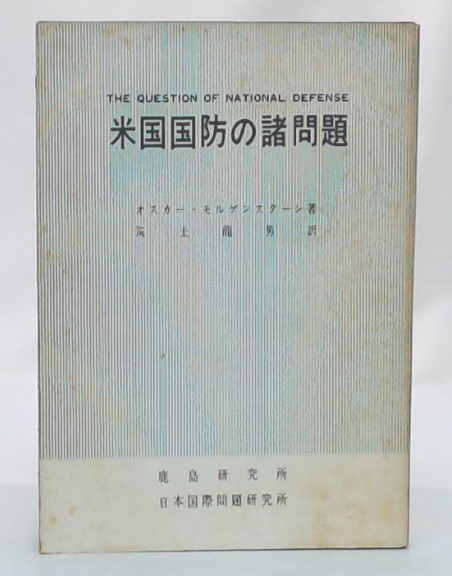 THE QUESTION OF NATIONAL DEFENSE
米国国防の諸問題
オスカー・モルゲンスターン著
筑土龍男訳
鹿島研究所
日本国際問題研究所